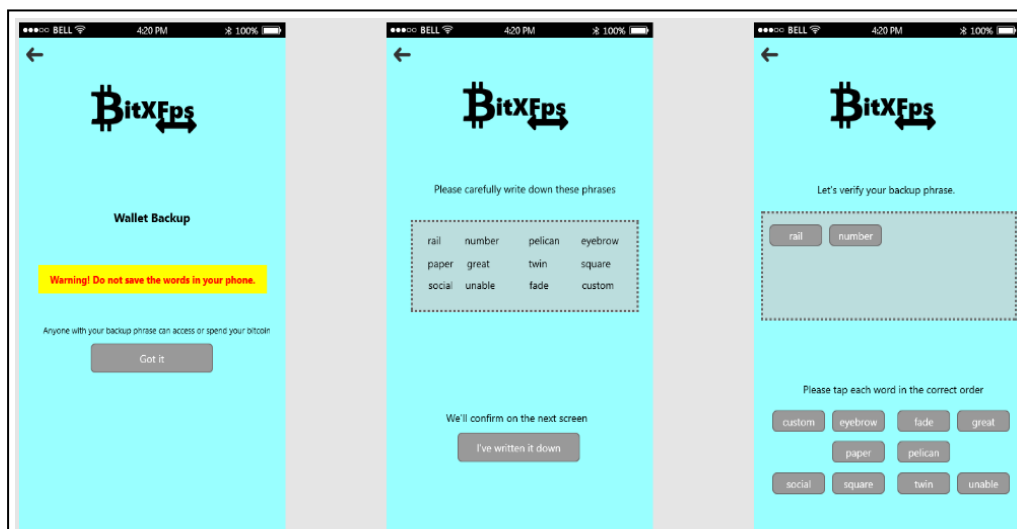 BELL 4:20 PM 100%
BitXFps
Wallet Backup
Warning! Do not save the words in your phone.
Anyone with your backup phrase can access or spend your bitcoin
Got it
BELL 4:20 PM 100%
BitXFps
Please carefully write down these phrases
rail number pelican eyebrow
paper great twin square
social unable fade custom
We'll confirm on the next screen
I've written it down
BELL 4:20 PM 100%
BitXFps
Let's verify your backup phrase.
rail number
Please tap each word in the correct order
custom eyebrow fade great
paper pelican
social square twin unable